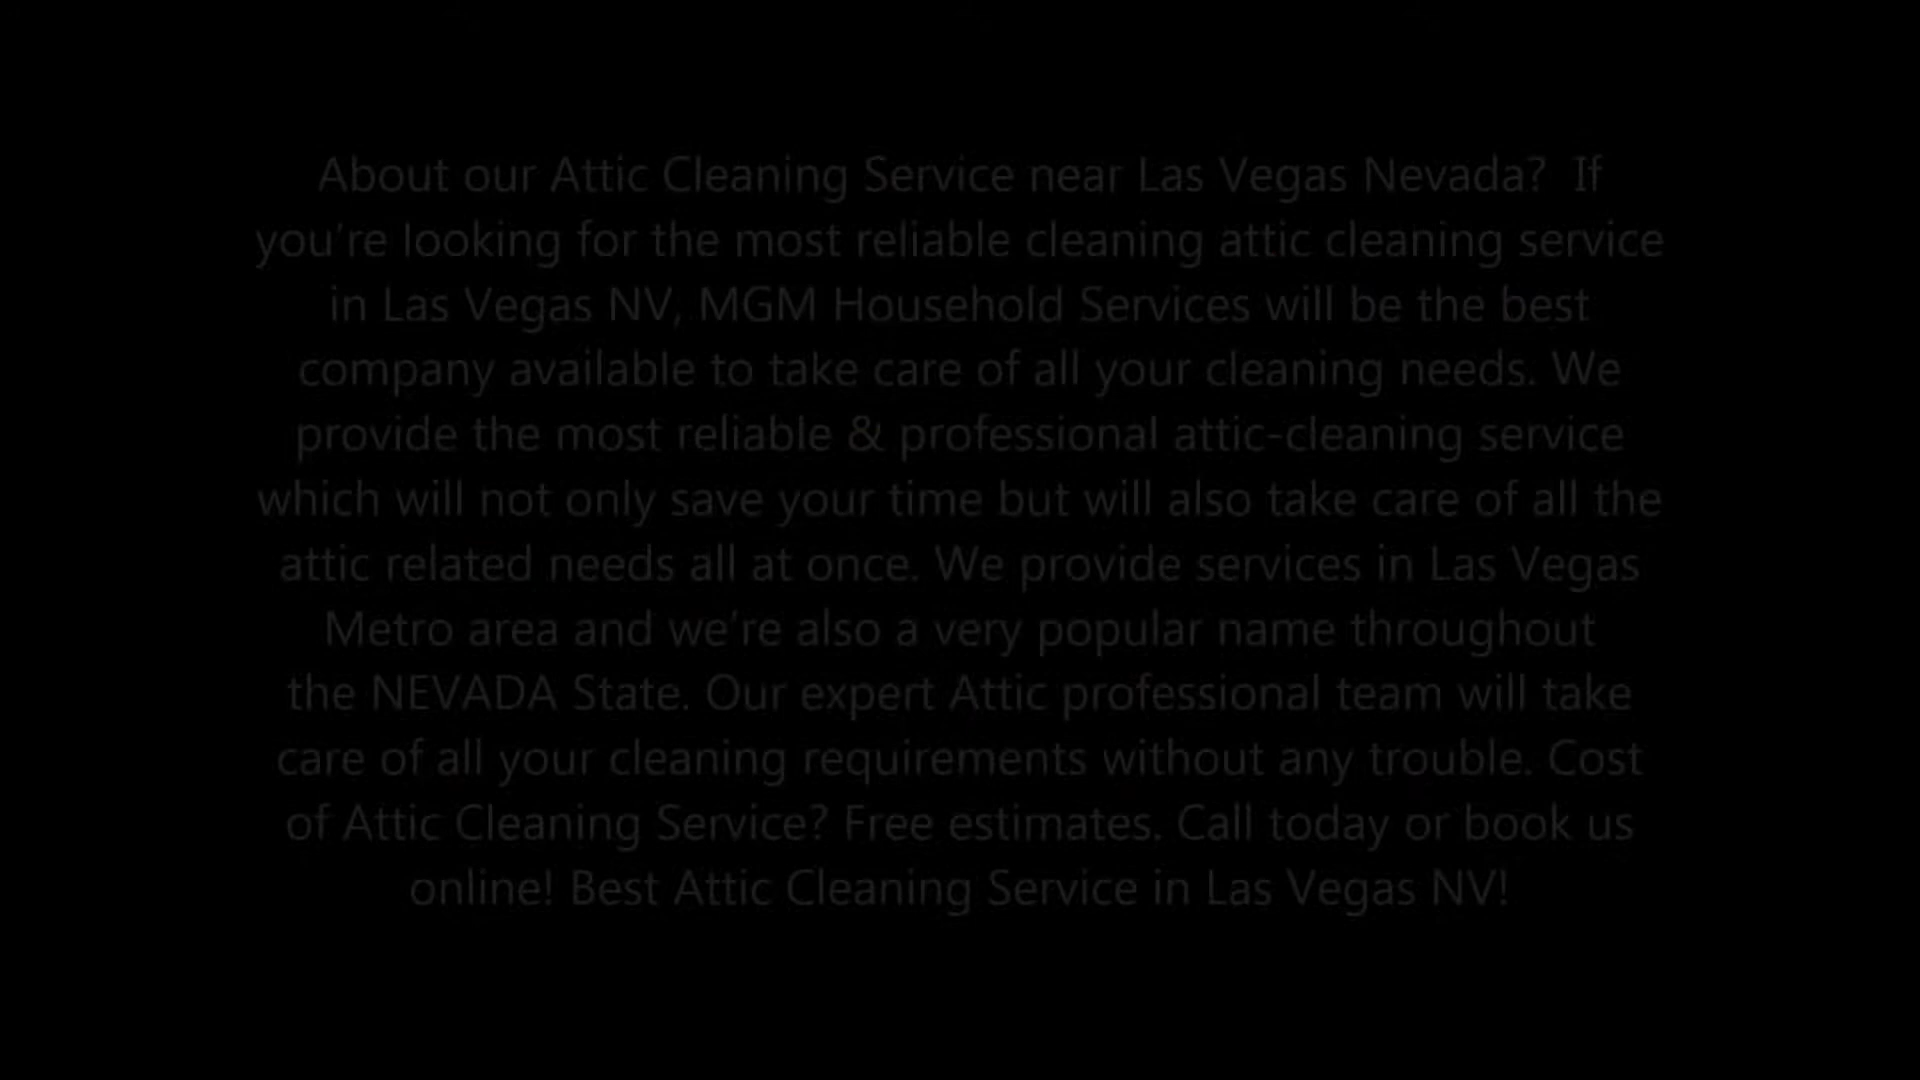 About our Attic Cleaning Service near Las Vegas Nevada?  If
you're looking for the most reliable cleaning attic cleaning service
in Las Vegas NV, MGM Household Services will be the best
company available to take care of all your cleaning needs. We
provide the most reliable & professional attic-cleaning service
which will not only save your time but will also take care of all the
attic related needs all at once. We provide services in Las Vegas
Metro area and we're also a very popular name throughout
the NEVADA State. Our expert Attic professional team will take
care of all your cleaning requirements without any trouble. Cost
of Attic Cleaning Service? Free estimates. Call today or book us
online! Best Attic Cleaning Service in Las Vegas NV!